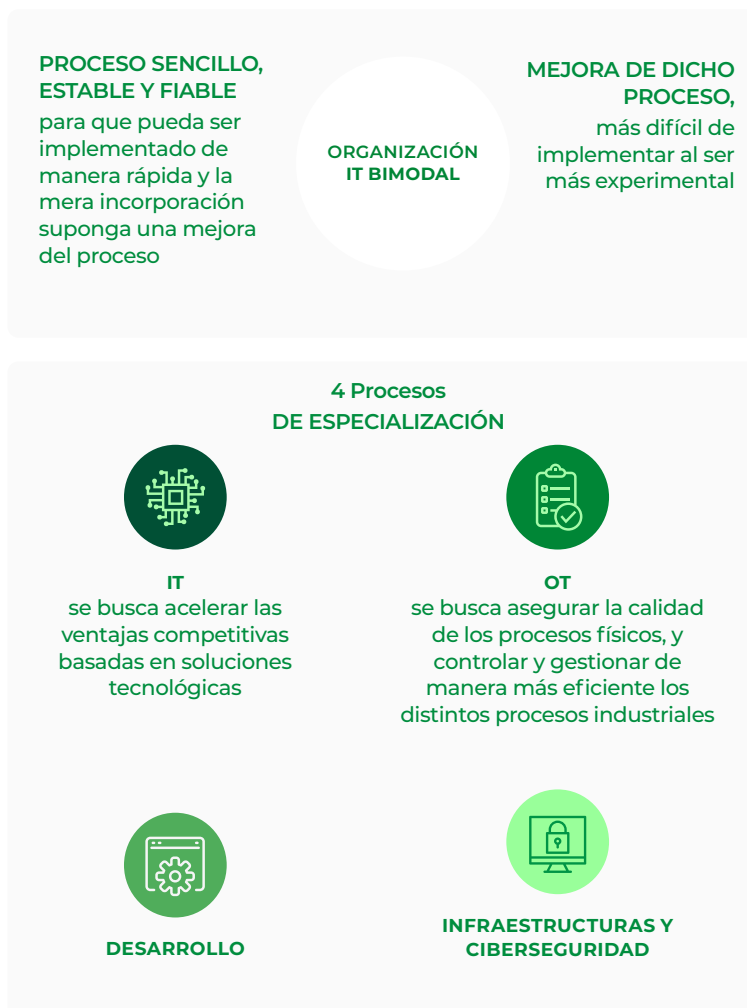 PROCESO SENCILLO,
ESTABLE Y FIABLE
para que pueda ser
implementado de
manera rápida y la
mera incorporación
suponga una mejora
del proceso
ORGANIZACIÓN
IT BIMODAL
MEJORA DE DICHO
PROCESO,
más difícil de
implementar al ser
más experimental
4 Procesos
DE ESPECIALIZACIÓN
IT
se busca acelerar las
ventajas competitivas
basadas en soluciones
tecnológicas
OT
se busca asegurar la calidad
de los procesos físicos, y
controlar y gestionar de
manera más eficiente los
distintos procesos industriales
DESARROLLO
INFRAESTRUCTURAS Y
CIBERSEGURIDAD